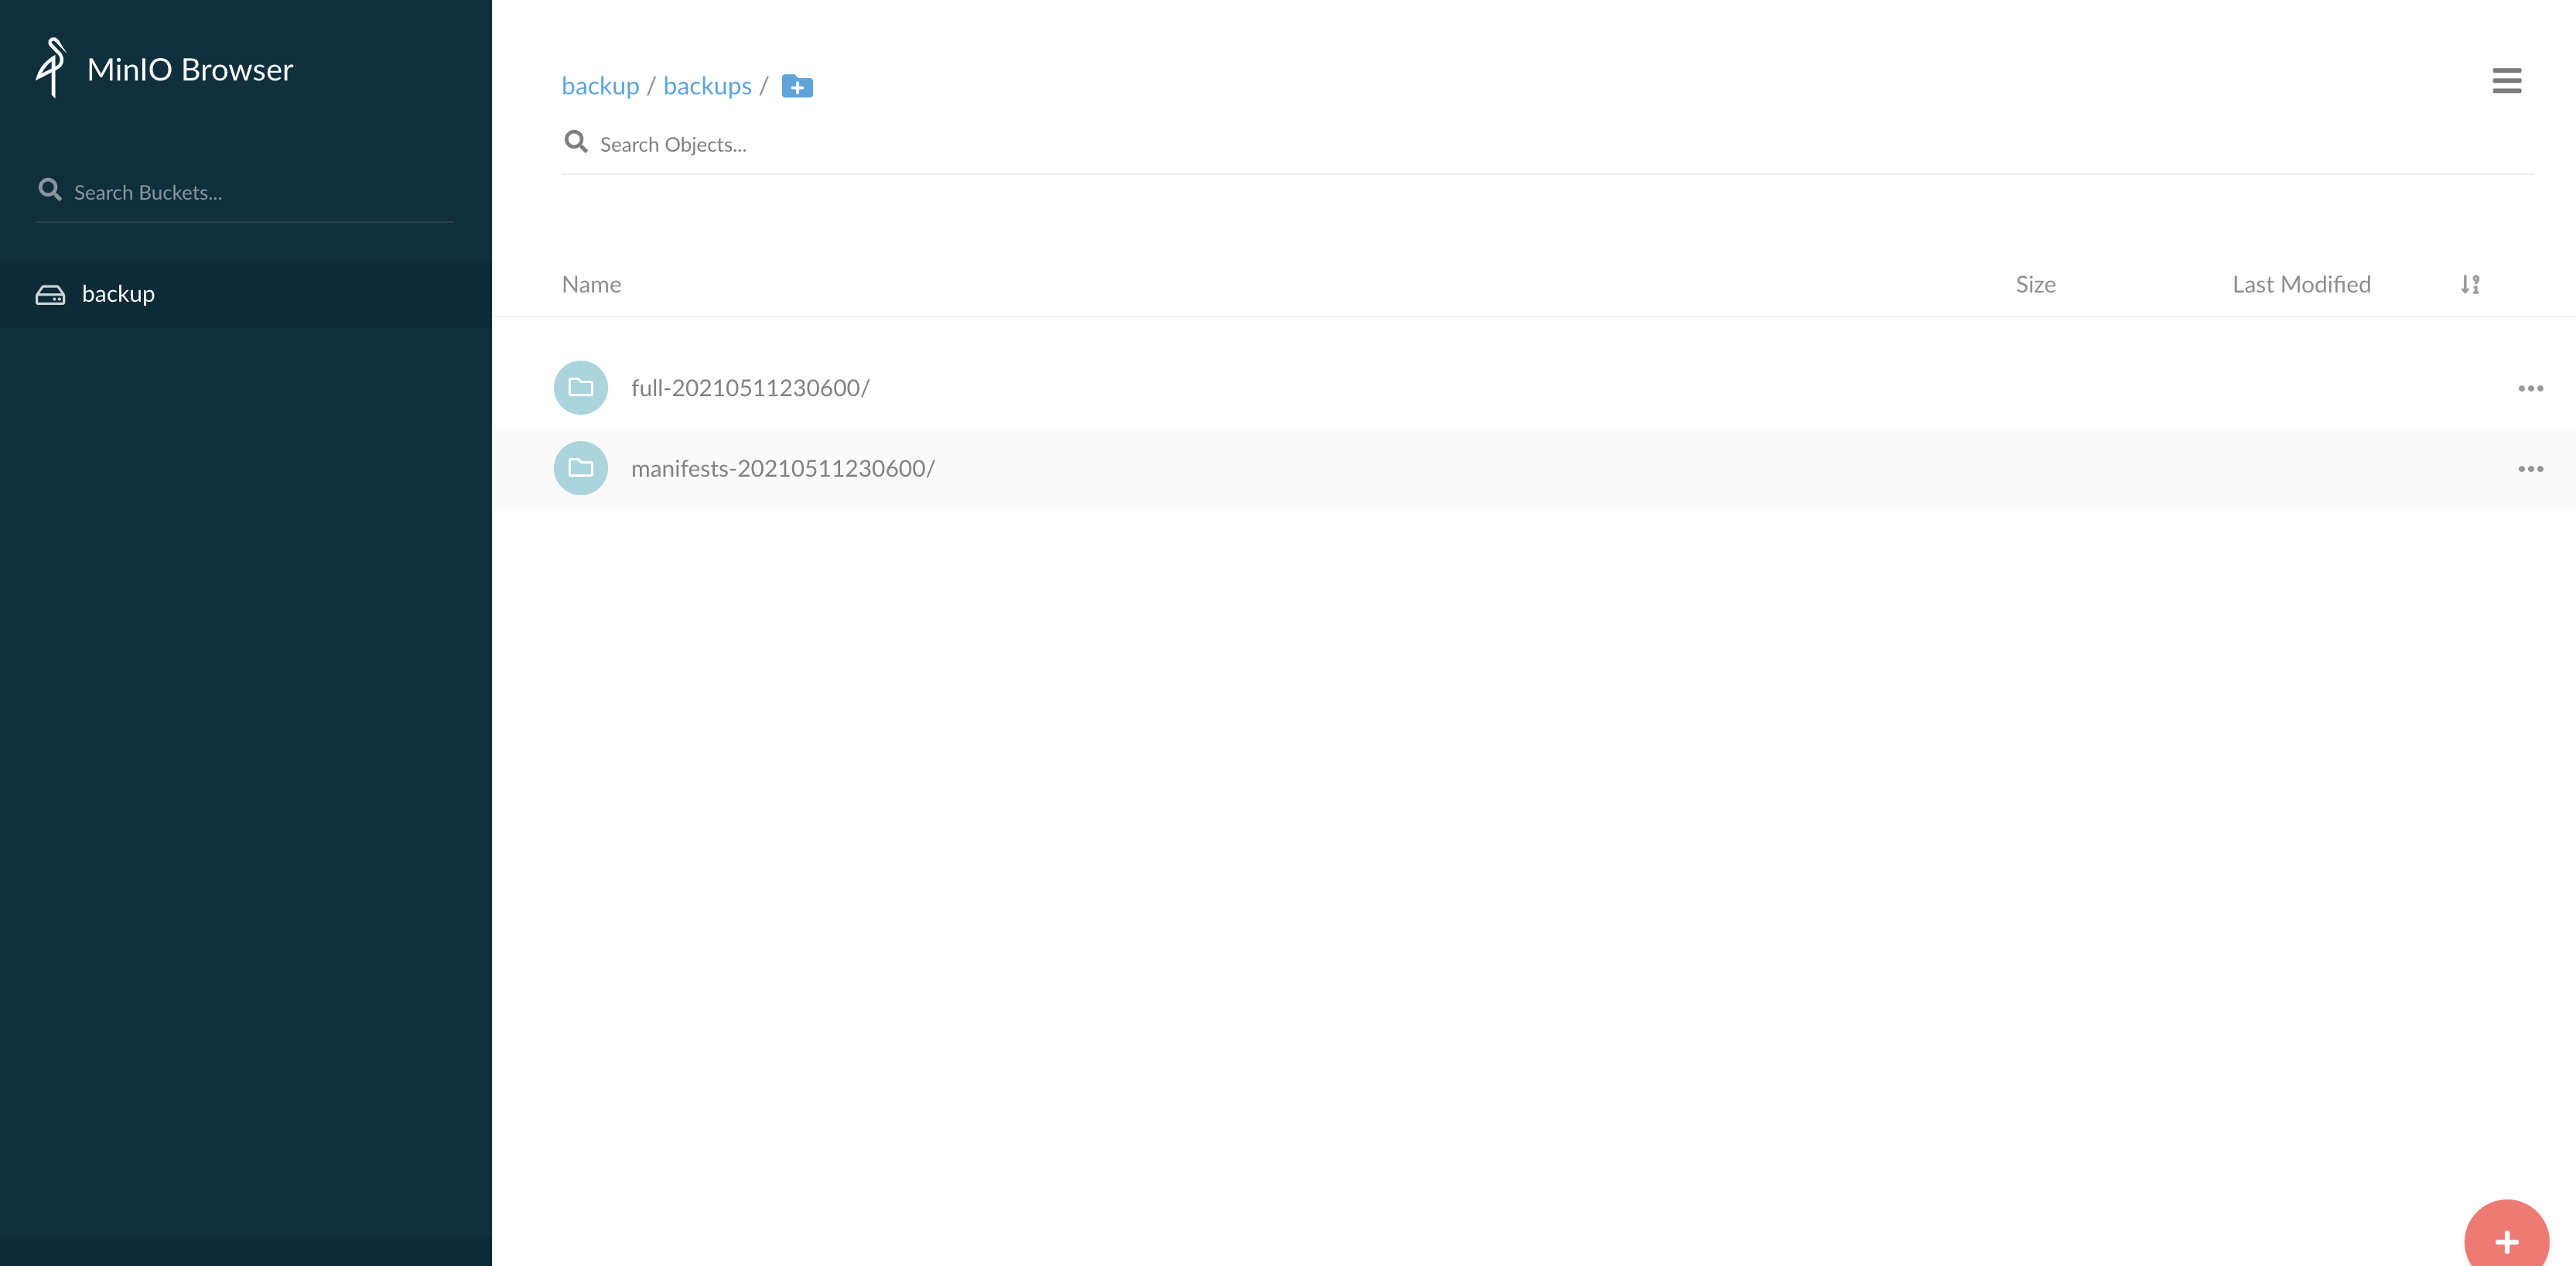 MinIO Browser
Search Buckets...
backup
backup / backups /
Search Objects...
Name Size Last Modified
full-20210511230600/
manifests-20210511230600/